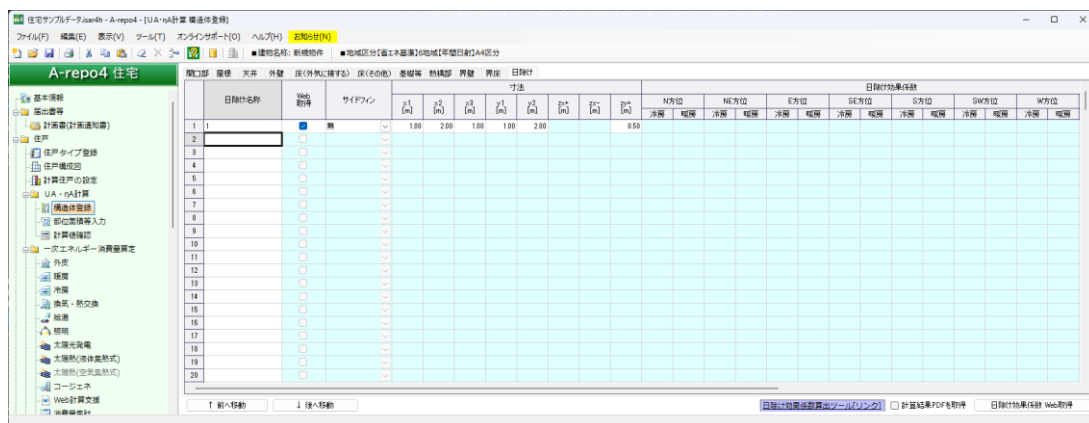 住宅サンプルデータ.isar4h - A-repo4 - [UA・ηA計算 構造体登録]
ファイル(F) 編集(E) 表示(V) ツール(T) オンラインサポート(O) ヘルプ(H) お知らせ(N)
■建物名称: 新規物件 ■地域区分【省エネ基準】6地域【年間日射】A4区分
A-repo4 住宅
基本情報
届出書等
計画書(計画通知書)
住戸
住戸タイプ登録
住戸構成図
計算住戸の設定
UA・ηA計算
構造体登録
部位面積等入力
計算値確認
一次エネルギー消費量算定
外皮
暖房
冷房
換気・熱交換
給湯
照明
太陽光発電
太陽熱(液体集熱式)
太陽熱(空気集熱式)
コージェネ
Web計算支援
消費量集計
開口部 屋根 天井 外壁 床(外気に接する) 床(その他) 基礎等 熱橋部 界壁 界床 日除け
日除け名称 Web取得 サイドフィン 寸法 日除け効果係数
x1[m] x2[m] x3[m] y1[m] y2[m] zx+[m] zx-[m] zy+[m] N方位 NE方位 E方位 SE方位 S方位 SW方位 W方位
冷房 暖房 冷房 暖房 冷房 暖房 冷房 暖房 冷房 暖房 冷房 暖房 冷房 暖房
1 1 無 1.00 2.00 1.00 1.00 2.00 0.50
2
3
4
5
6
7
8
9
10
11
12
13
14
15
16
17
18
19
20
↑ 前へ移動 ↓ 後へ移動 日除け効果係数算出ツール[リンク] 計算結果PDFを取得 日除け効果係数 Web取得